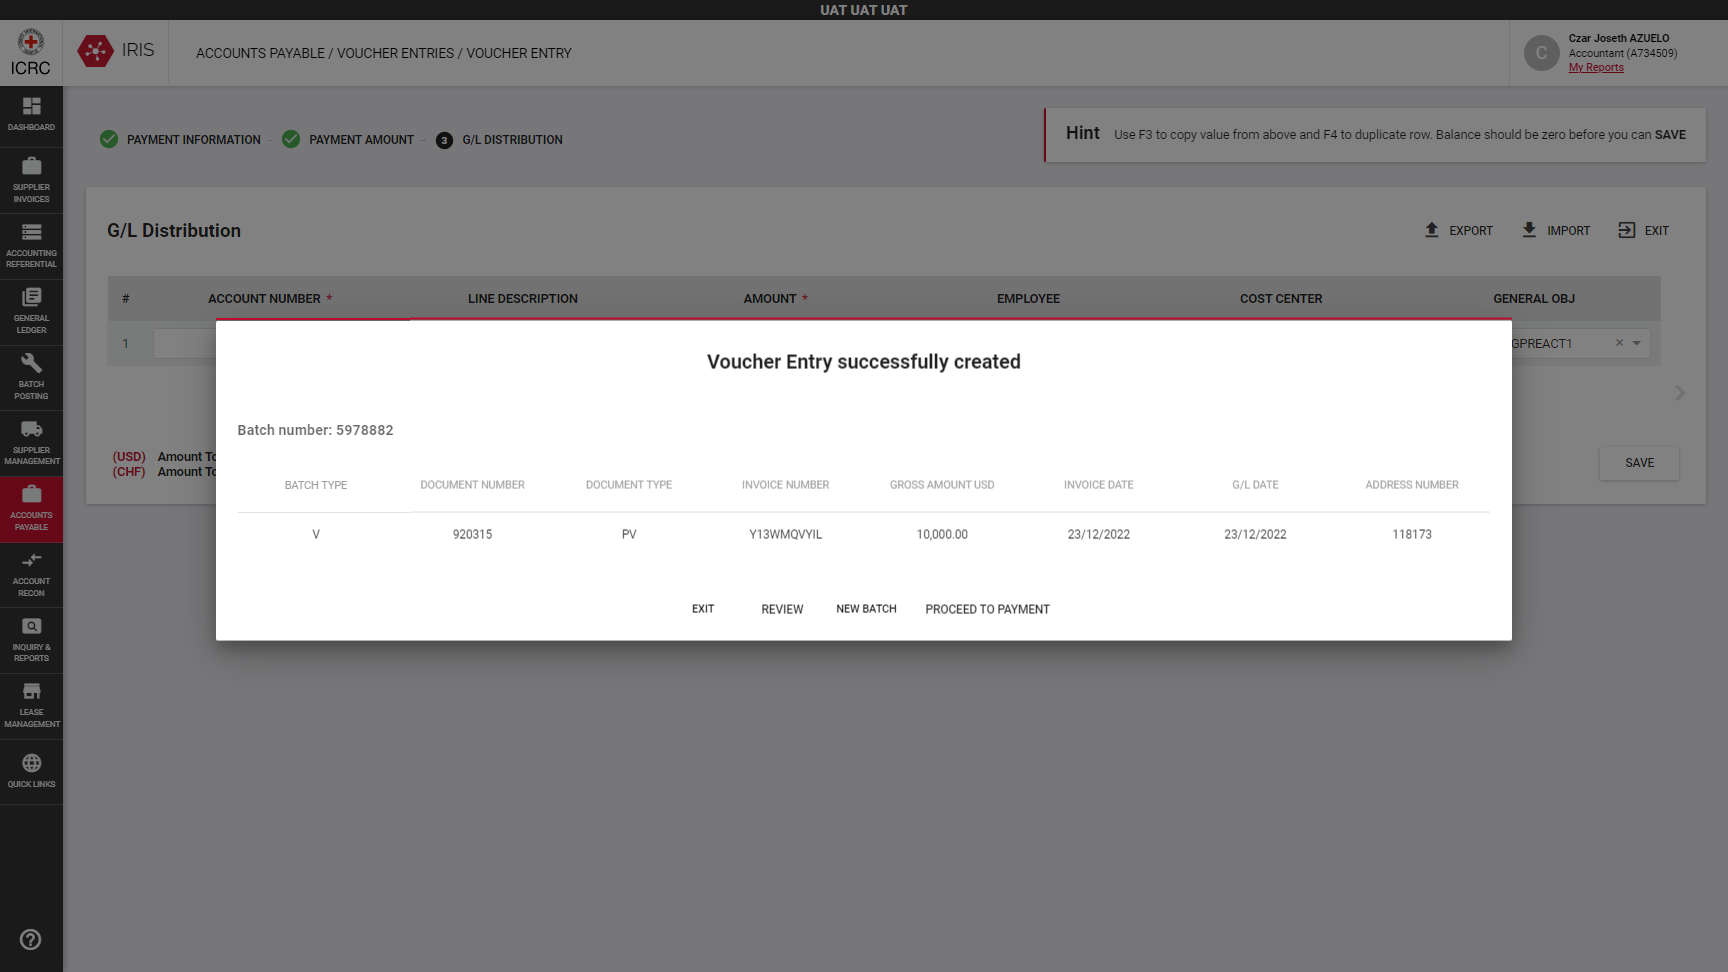 UAT UAT UAT
ICRC
IRIS
ACCOUNTS PAYABLE / VOUCHER ENTRIES / VOUCHER ENTRY
C
Czar Joseth AZUELO
Accountant (A734509)
My Reports
DASHBOARD
SUPPLIER
INVOICES
ACCOUNTING
REFERENTIAL
GENERAL
LEDGER
BATCH
POSTING
SUPPLIER
MANAGEMENT
ACCOUNTS
PAYABLE
ACCOUNT
RECON
INQUIRY &
REPORTS
LEASE
MANAGEMENT
QUICK LINKS
PAYMENT INFORMATION
PAYMENT AMOUNT
3 G/L DISTRIBUTION
Hint Use F3 to copy value from above and F4 to duplicate row. Balance should be zero before you can SAVE
G/L Distribution
EXPORT IMPORT EXIT
# ACCOUNT NUMBER * LINE DESCRIPTION AMOUNT * EMPLOYEE COST CENTER GENERAL OBJ
1 GPREACT1 ×
(USD) Amount To
(CHF) Amount To
SAVE
Voucher Entry successfully created
Batch number: 5978882
BATCH TYPE DOCUMENT NUMBER DOCUMENT TYPE INVOICE NUMBER GROSS AMOUNT USD INVOICE DATE G/L DATE ADDRESS NUMBER
V 920315 PV Y13WMQVYIL 10,000.00 23/12/2022 23/12/2022 118173
EXIT REVIEW NEW BATCH PROCEED TO PAYMENT